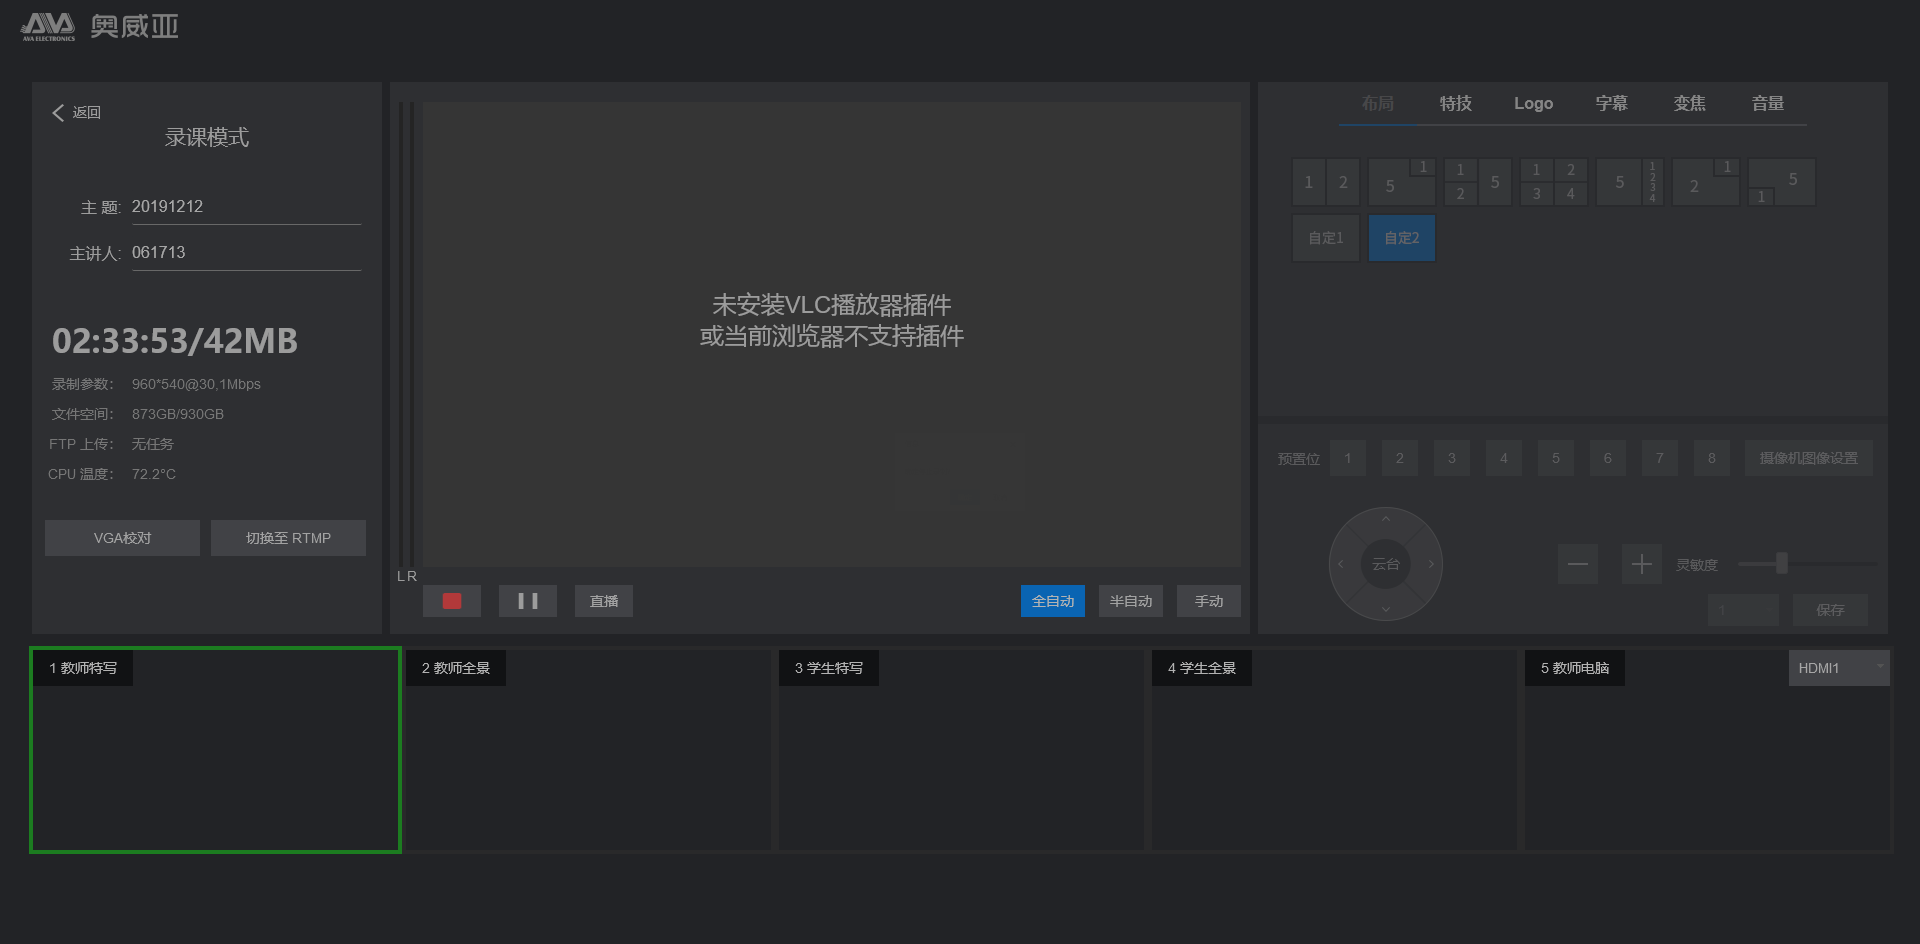 AVA ELECTRONICS
奥威亚
返回
录课模式
主 题: 20191212
主讲人: 061713
02:33:53/42MB
录制参数: 960*540@30,1Mbps
文件空间: 873GB/930GB
FTP 上传: 无任务
CPU 温度: 72.2°C
VGA校对 切换至 RTMP
未安装VLC播放器插件
或当前浏览器不支持插件
L R
直播 全自动 半自动 手动
布局 特技 Logo 字幕 变焦 音量
1 2
5 1
1 2 5
1 2 3 4
5 1 2 3 4
2 1
5 1
自定1 自定2
预置位 1 2 3 4 5 6 7 8 摄像机图像设置
云台 灵敏度
1 保存
1 教师特写
2 教师全景
3 学生特写
4 学生全景
5 教师电脑 HDMI1